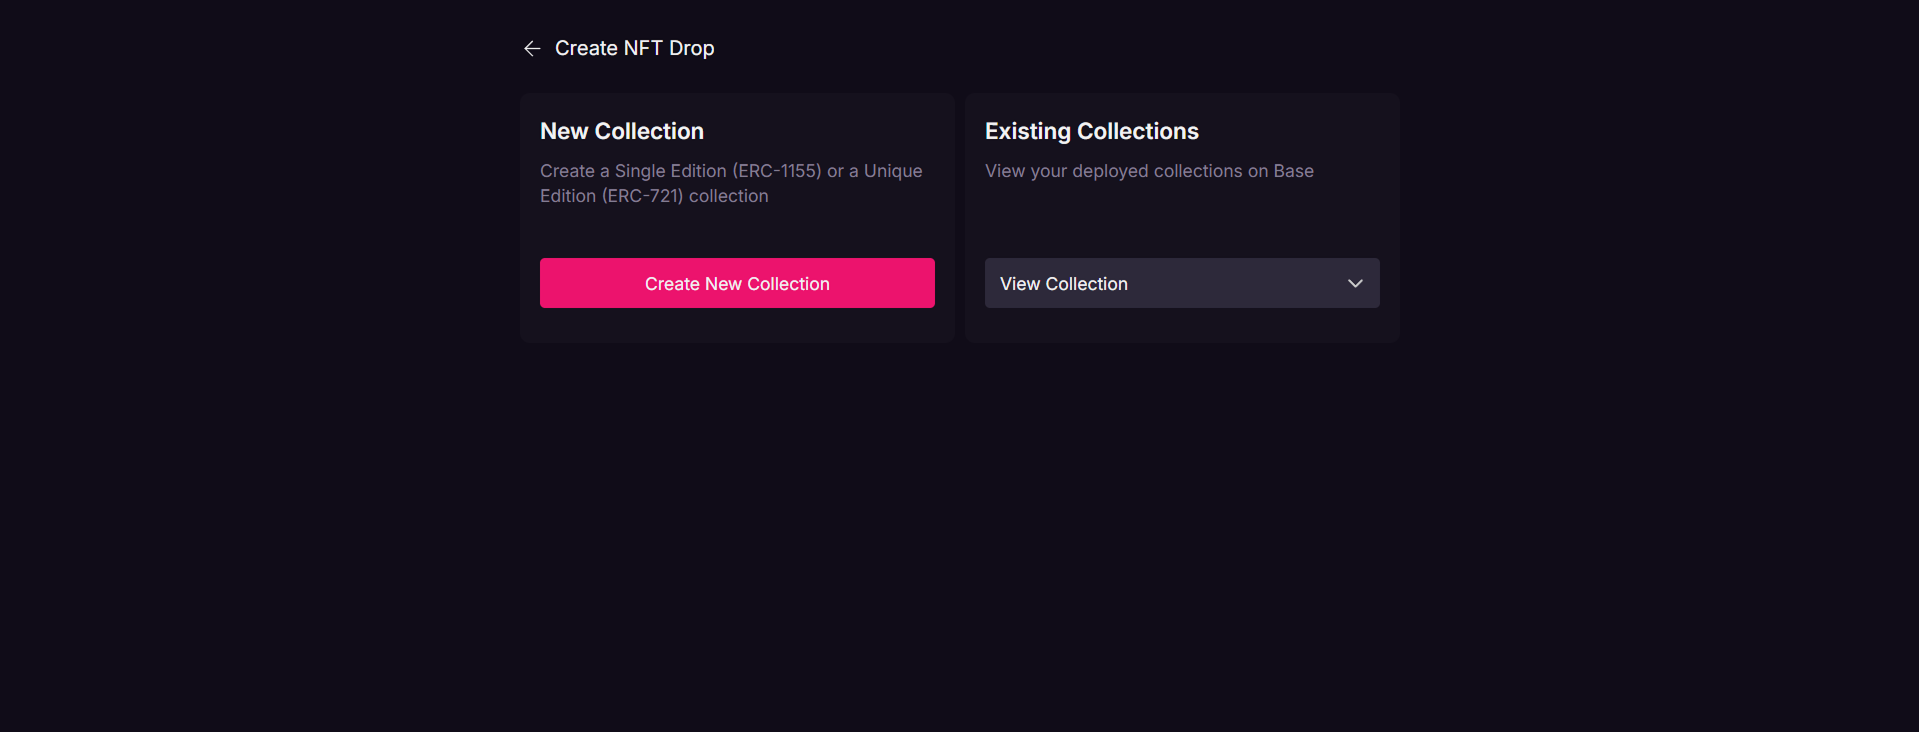 Create NFT Drop
New Collection
Create a Single Edition (ERC-1155) or a Unique
Edition (ERC-721) collection
Create New Collection
Existing Collections
View your deployed collections on Base
View Collection